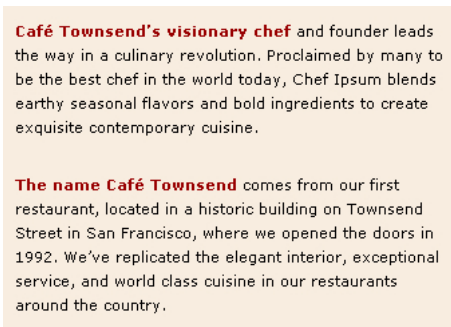 Café Townsend's visionary chef and founder leads
the way in a culinary revolution. Proclaimed by many to
be the best chef in the world today, Chef Ipsum blends
earthy seasonal flavors and bold ingredients to create
exquisite contemporary cuisine.
The name Café Townsend comes from our first
restaurant, located in a historic building on Townsend
Street in San Francisco, where we opened the doors in
1992. We've replicated the elegant interior, exceptional
service, and world class cuisine in our restaurants
around the country.